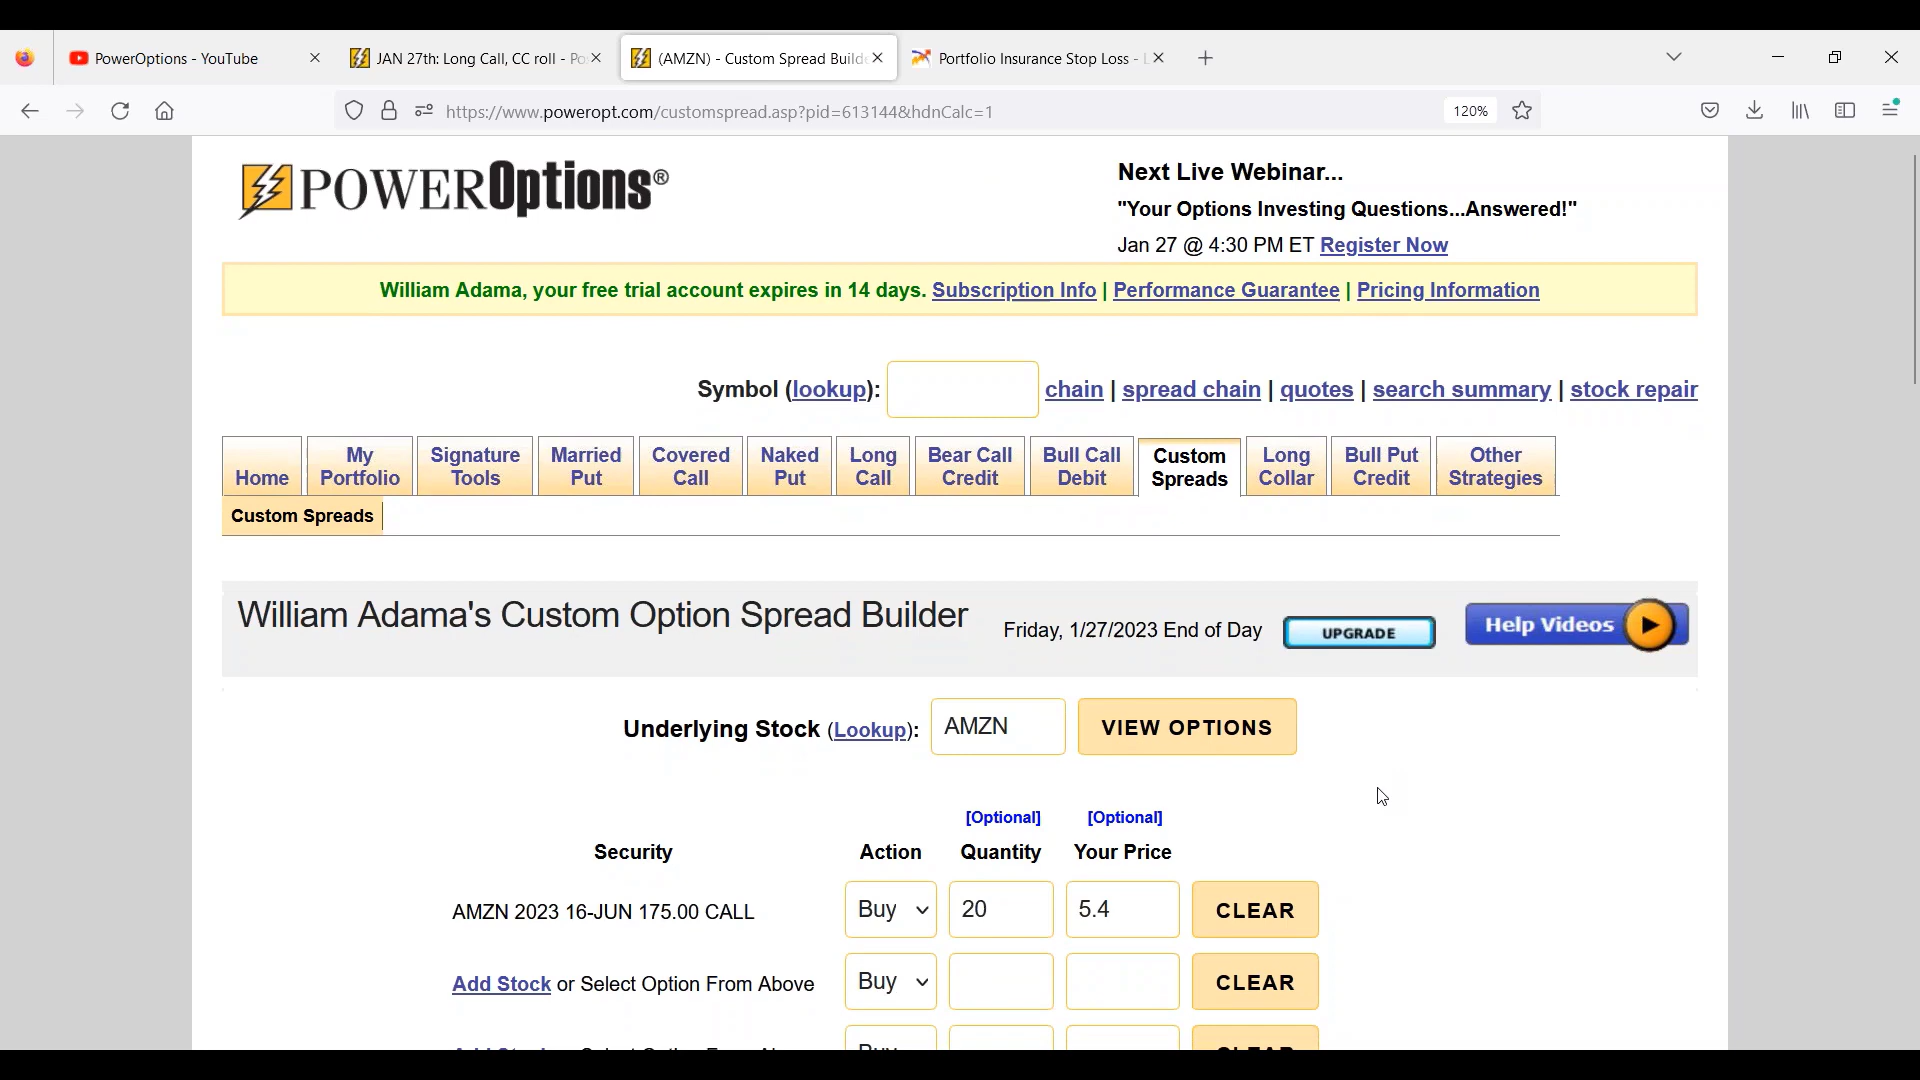 PowerOptions - YouTube
JAN 27th: Long Call, CC roll - Po
(AMZN) - Custom Spread Builde
Portfolio Insurance Stop Loss -
https://www.poweropt.com/customspread.asp?pid=613144&hdnCalc=1
120%
POWEROptions®
Next Live Webinar...
"Your Options Investing Questions...Answered!"
Jan 27 @ 4:30 PM ET Register Now
William Adama, your free trial account expires in 14 days. Subscription Info | Performance Guarantee | Pricing Information
Symbol (lookup): chain | spread chain | quotes | search summary | stock repair
Home
My Portfolio
Signature Tools
Married Put
Covered Call
Naked Put
Long Call
Bear Call Credit
Bull Call Debit
Custom Spreads
Long Collar
Bull Put Credit
Other Strategies
Custom Spreads
William Adama's Custom Option Spread Builder
Friday, 1/27/2023 End of Day
UPGRADE
Help Videos
Underlying Stock (Lookup): AMZN VIEW OPTIONS
[Optional] [Optional]
Security Action Quantity Your Price
AMZN 2023 16-JUN 175.00 CALL Buy 20 5.4 CLEAR
Add Stock or Select Option From Above Buy CLEAR